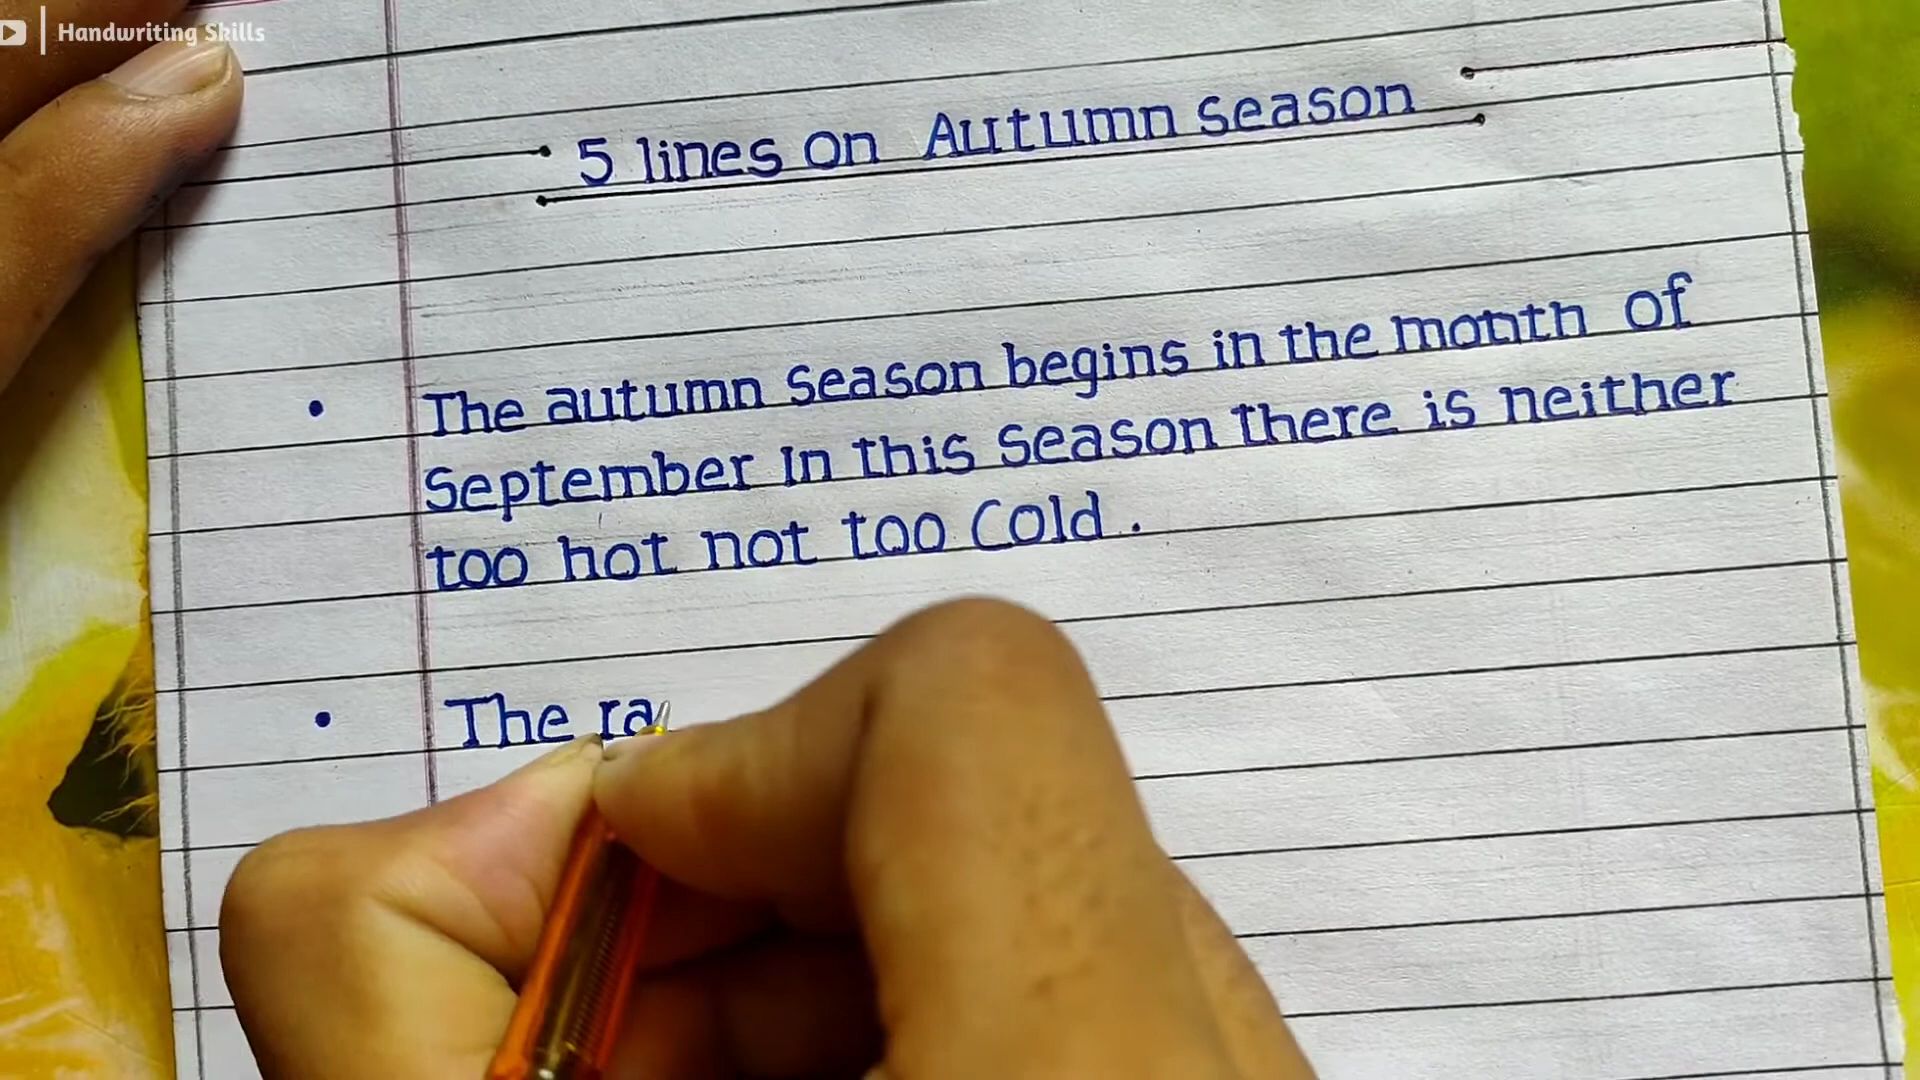 Handwriting Skills
5 lines on Autumn season
• The autumn season begins in the month of
September In this season there is neither
too hot not too cold.
• The ra